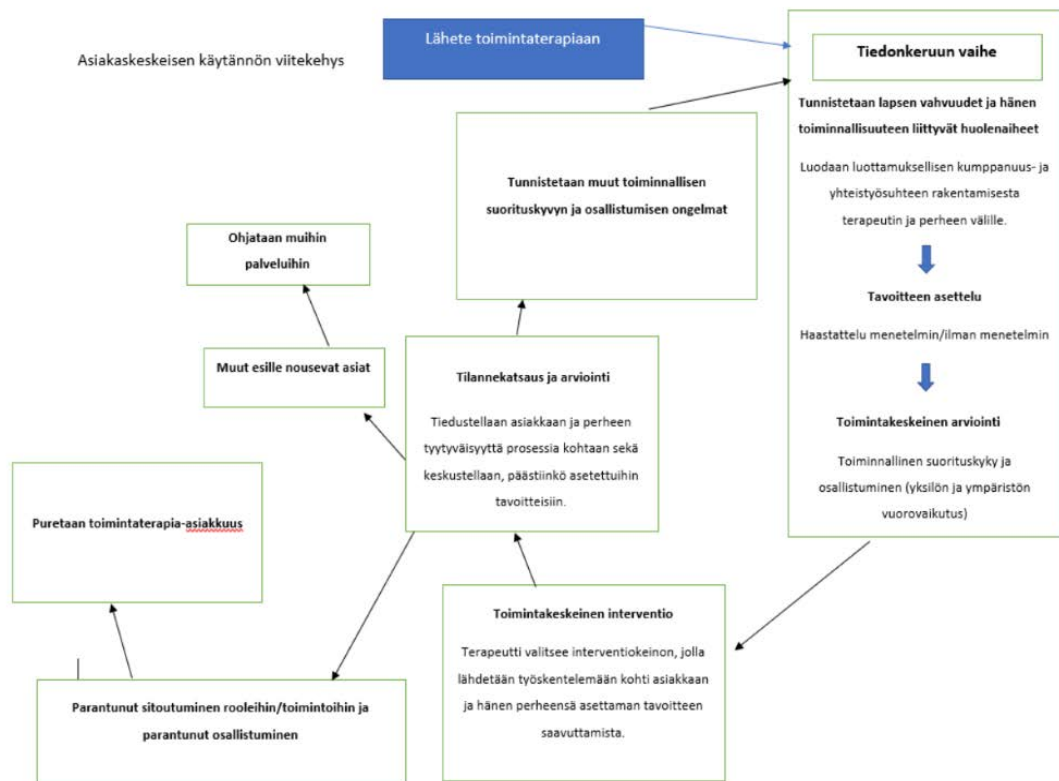 Lähete toimintaterapiaan
Asiakaskeskeisen käytännön viitekehys
Tiedonkeruun vaihe
Tunnistetaan lapsen vahvuudet ja hänen
toiminnallisuuteen liittyvät huolenaiheet
Luodaan luottamuksellisen kumppanuus- ja
yhteistyösuhteen rakentamisesta
terapeutin ja perheen välille.
Tavoitteen asettelu
Haastattelu menetelmin/ilman menetelmin
Toimintakeskeinen arviointi
Toiminnallinen suorituskyky ja
osallistuminen (yksilön ja ympäristön
vuorovaikutus)
Tunnistetaan muut toiminnallisen
suorituskyvyn ja osallistumisen ongelmat
Ohjataan muihin
palveluihin
Muut esille nousevat asiat
Tilannekatsaus ja arviointi
Tiedustellaan asiakkaan ja perheen
tyytyväisyyttä prosessia kohtaan sekä
keskustellaan, päästiinkö asetettuihin
tavoitteisiin.
Puretaan toimintaterapia-asiakkuus
Toimintakeskeinen interventio
Terapeutti valitsee interventiokeinon, jolla
lähdetään työskentelemään kohti asiakkaan
ja hänen perheensä asettaman tavoitteen
saavuttamista.
Parantunut sitoutuminen rooleihin/toimintoihin ja
parantunut osallistuminen